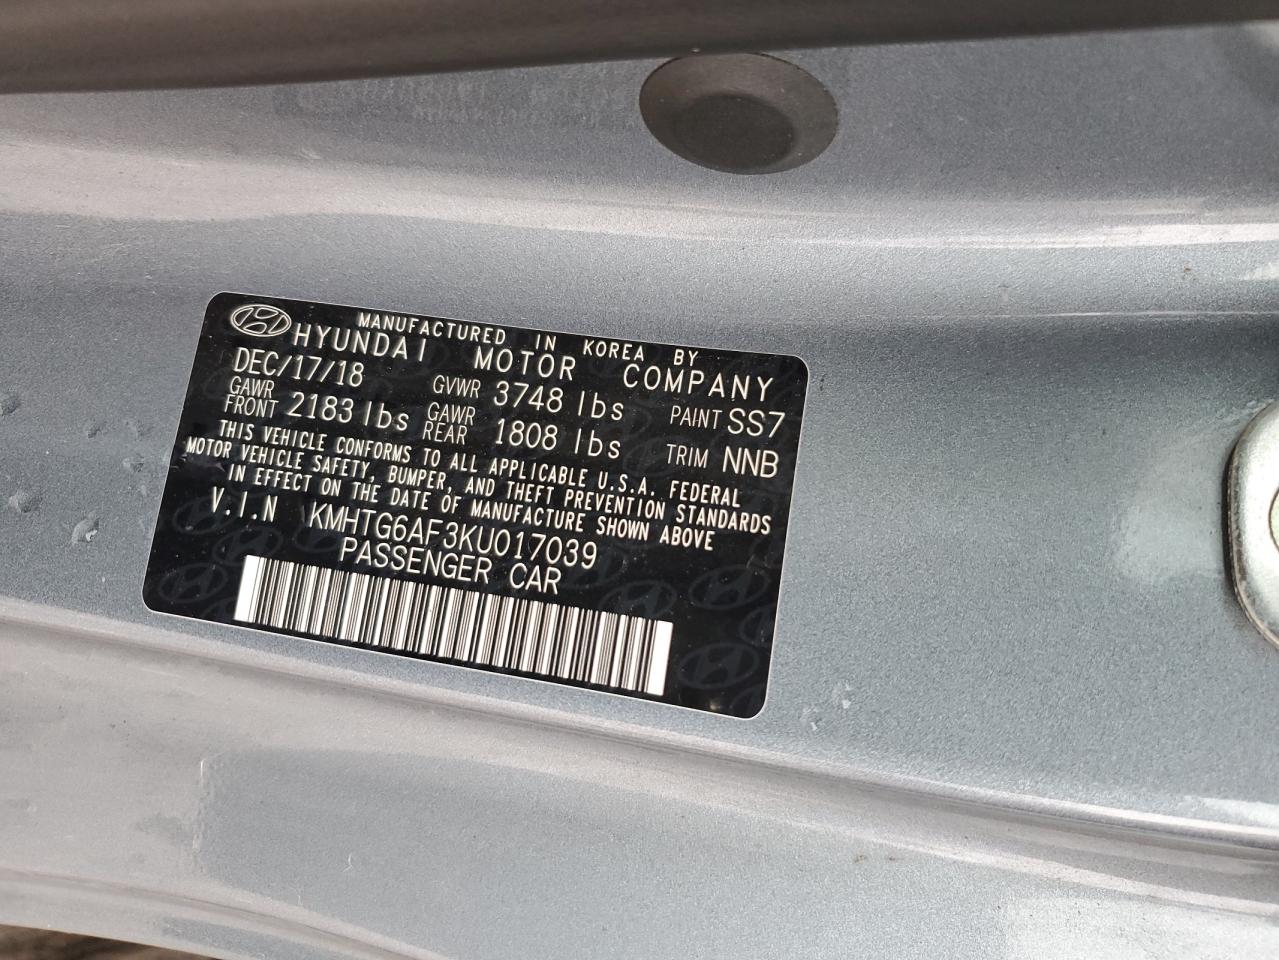 MANUFACTURED IN KOREA BY
HYUNDAI MOTOR COMPANY
DEC/17/18 GVWR 3748 lbs PAINT SS7
GAWR FRONT 2183 lbs GAWR REAR 1808 lbs TRIM NNB
THIS VEHICLE CONFORMS TO ALL APPLICABLE U.S.A. FEDERAL
MOTOR VEHICLE SAFETY, BUMPER, AND THEFT PREVENTION STANDARDS
IN EFFECT ON THE DATE OF MANUFACTURE SHOWN ABOVE
V.I.N KMHTG6AF3KU017039
PASSENGER CAR